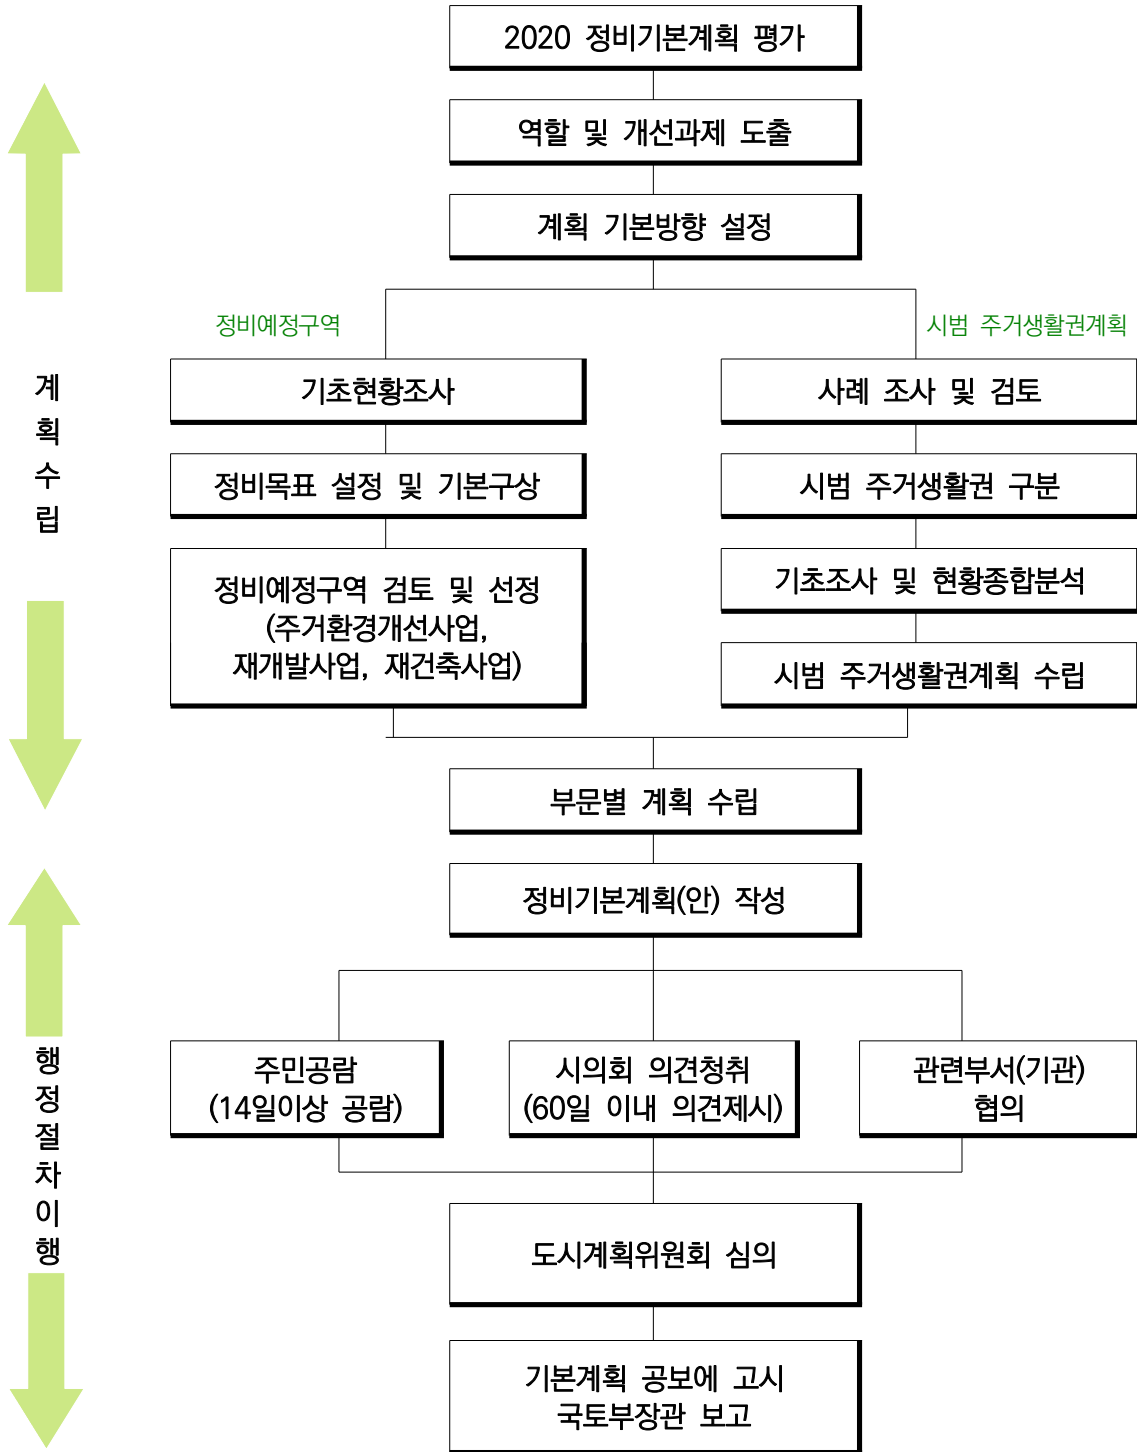 2020 정비기본계획 평가
역할 및 개선과제 도출
계획 기본방향 설정
계획수립
정비예정구역
기초현황조사
정비목표 설정 및 기본구상
정비예정구역 검토 및 선정
(주거환경개선사업,
재개발사업, 재건축사업)
시범 주거생활권계획
사례 조사 및 검토
시범 주거생활권 구분
기초조사 및 현황종합분석
시범 주거생활권계획 수립
부문별 계획 수립
정비기본계획(안) 작성
행정절차이행
주민공람
(14일이상 공람)
시의회 의견청취
(60일 이내 의견제시)
관련부서(기관)
협의
도시계획위원회 심의
기본계획 공보에 고시
국토부장관 보고